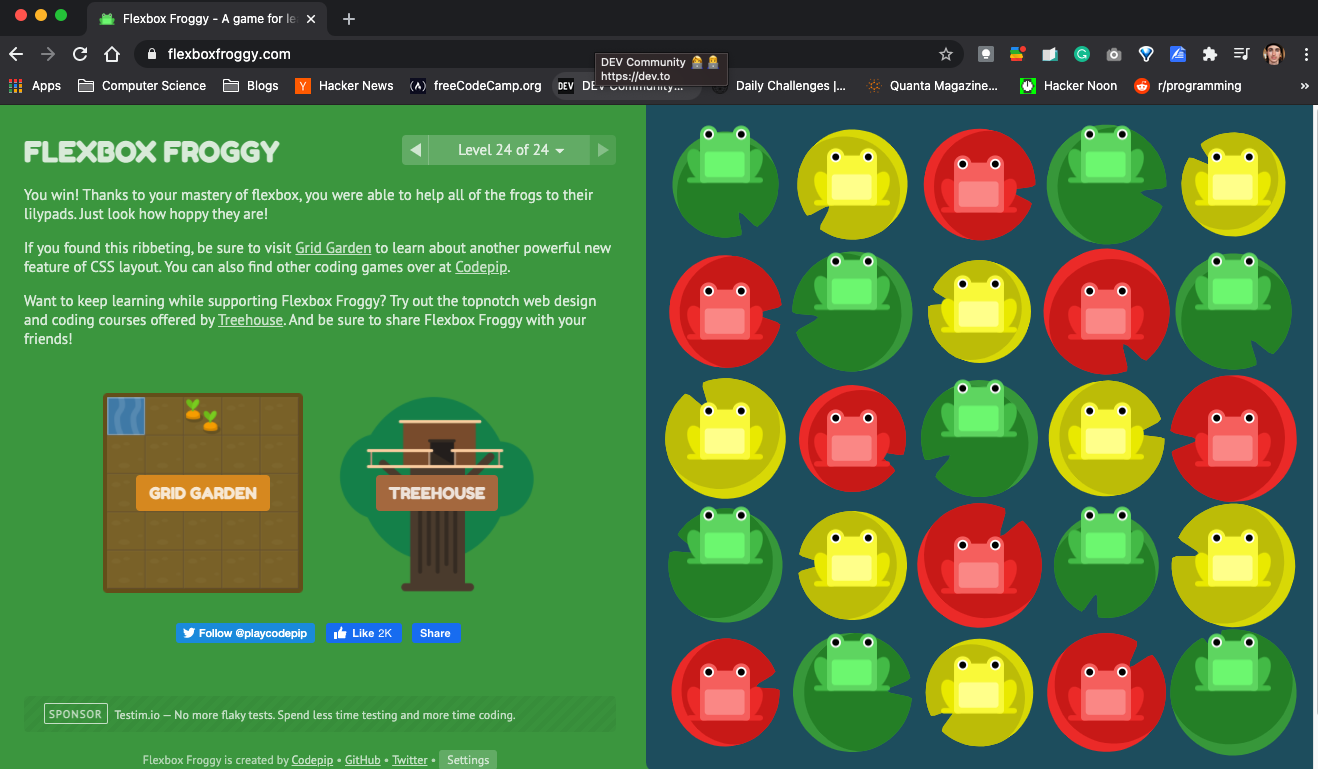 Flexbox Froggy - A game for le
flexboxfroggy.com
DEV Community
https://dev.to
Apps
Computer Science
Blogs
Y
Hacker News
freeCodeCamp.org
DEV
DEV Community...
Daily Challenges |...
Quanta Magazine...
Hacker Noon
r/programming
»
FLEXBOX FROGGY
Level 24 of 24
You win! Thanks to your mastery of flexbox, you were able to help all of the frogs to their
lilypads. Just look how hoppy they are!
If you found this ribbeting, be sure to visit Grid Garden to learn about another powerful new
feature of CSS layout. You can also find other coding games over at Codepip.
Want to keep learning while supporting Flexbox Froggy? Try out the topnotch web design
and coding courses offered by Treehouse. And be sure to share Flexbox Froggy with your
friends!
GRID GARDEN
TREEHOUSE
Follow @playcodepip
Like 2K
Share
SPONSOR
Testim.io — No more flaky tests. Spend less time testing and more time coding.
Flexbox Froggy is created by Codepip • GitHub • Twitter • Settings